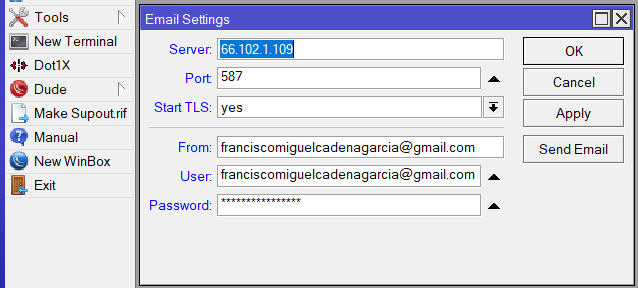 Tools
New Terminal
Dot1X
Dude
Make Supout.rif
Manual
New WinBox
Exit
Email Settings
Server: 66.102.1.109
Port: 587
Start TLS: yes
From: franciscomiguelcadenagarcia@gmail.com
User: franciscomiguelcadenagarcia@gmail.com
Password: ****************
OK
Cancel
Apply
Send Email